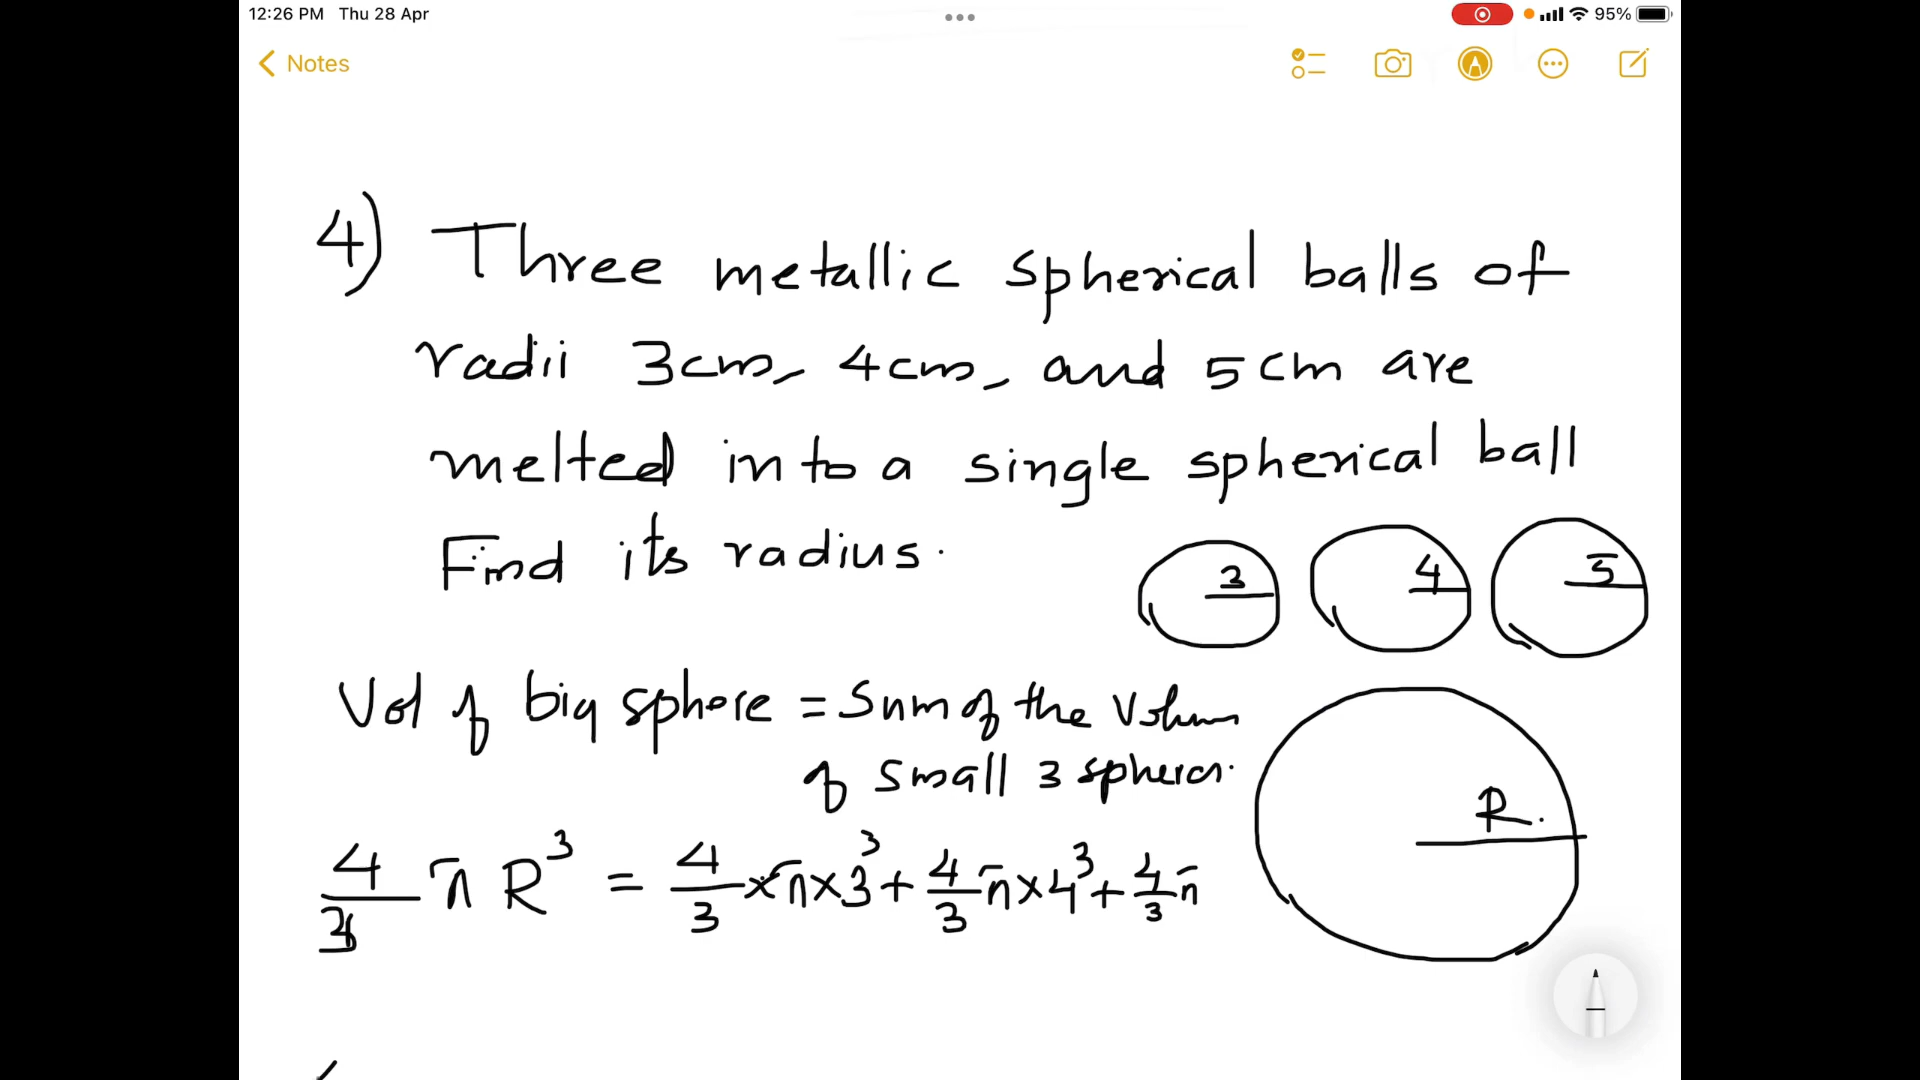 12:26 PM Thu 28 Apr
95%
Notes
4) Three metallic spherical balls of
radii 3cm, 4cm, and 5cm are
melted into a single spherical ball
Find its radius.
3
4
5
Vol of big sphere = Sum of the Volum
of small 3 spheres.
R
4/3 π R³ = 4/3 × π × 3³ + 4/3 π × 4³ + 4/3 π